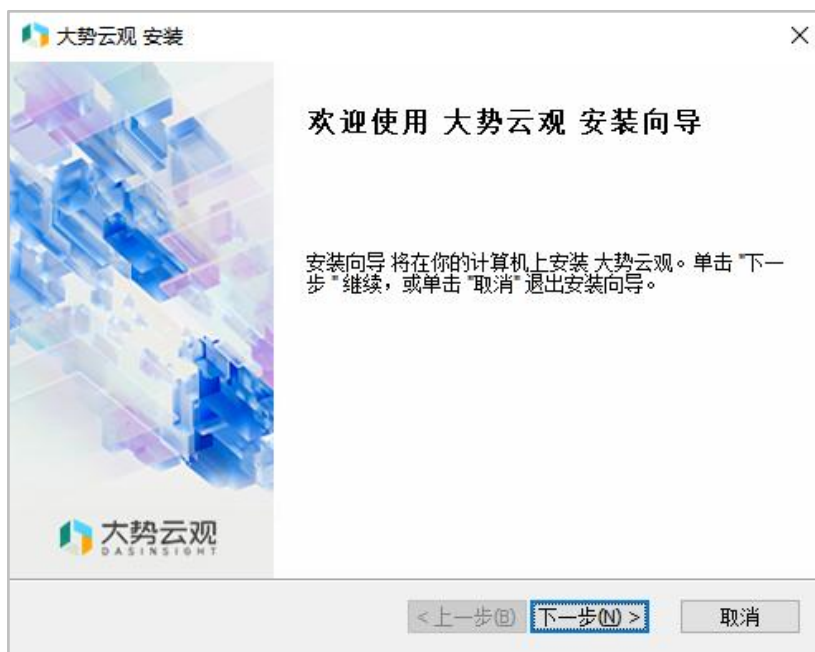 大势云观 安装
欢迎使用 大势云观 安装向导
安装向导 将在你的计算机上安装 大势云观。单击 "下一
步 " 继续，或单击 "取消" 退出安装向导。
大势云观
DASINSIGHT
<上一步(B) 下一步(N) > 取消